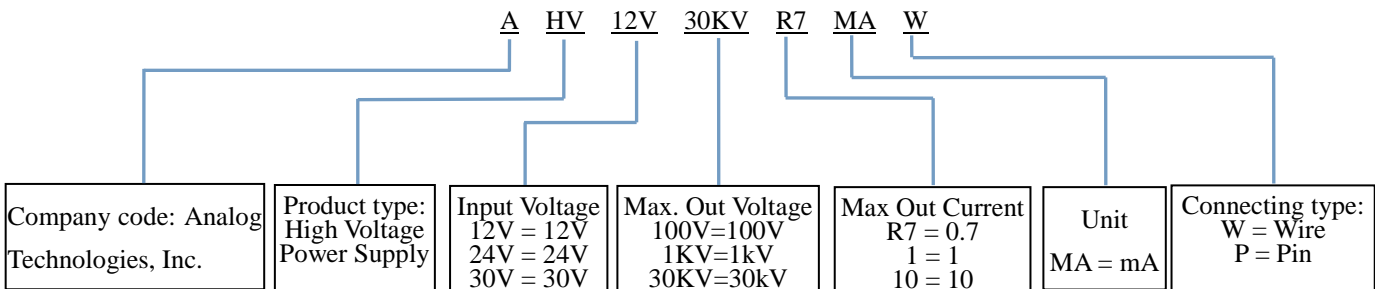 A HV 12V 30KV R7 MA W
Company code: Analog
Technologies, Inc.
Product type:
High Voltage
Power Supply
Input Voltage
12V = 12V
24V = 24V
30V = 30V
Max. Out Voltage
100V=100V
1KV=1kV
30KV=30kV
Max Out Current
R7 = 0.7
1 = 1
10 = 10
Unit
MA = mA
Connecting type:
W = Wire
P = Pin